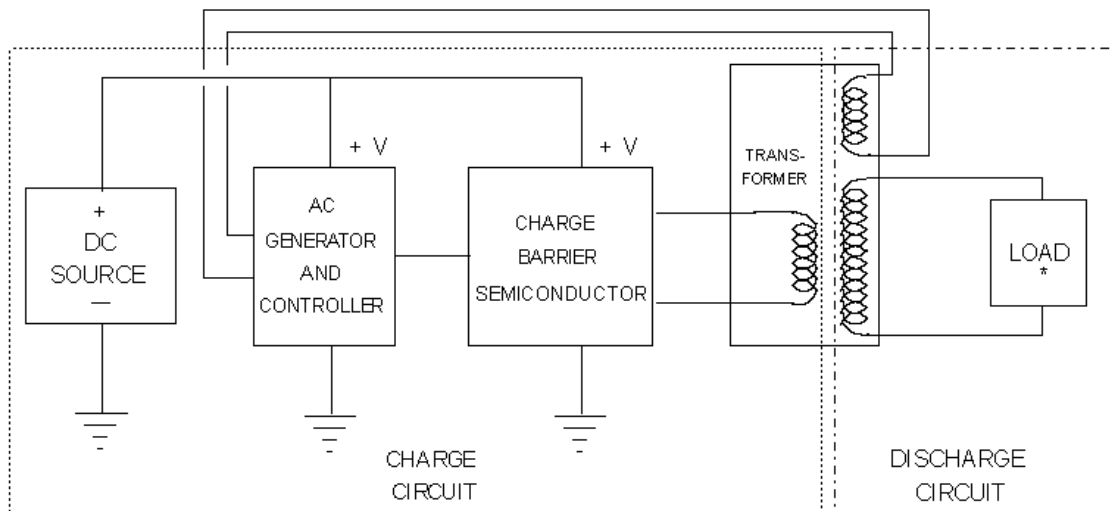 + V
+ V
TRANS-
FORMER
+
DC
SOURCE
—
AC
GENERATOR
AND
CONTROLLER
CHARGE
BARRIER
SEMICONDUCTOR
LOAD
*
CHARGE
CIRCUIT
DISCHARGE
CIRCUIT